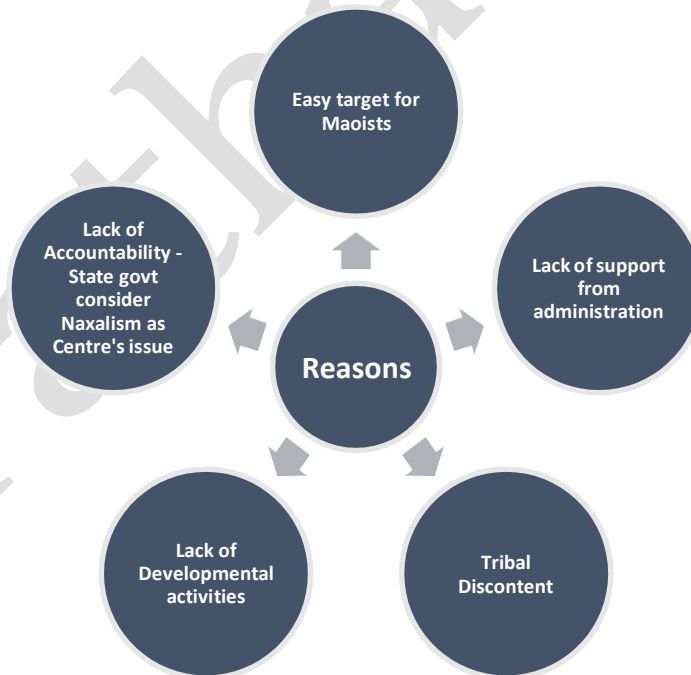 Easy target for
Maoists
Lack of
Accountability -
State govt
consider
Naxalism as
Centre's issue
Lack of support
from
administration
Reasons
Lack of
Developmental
activities
Tribal
Discontent